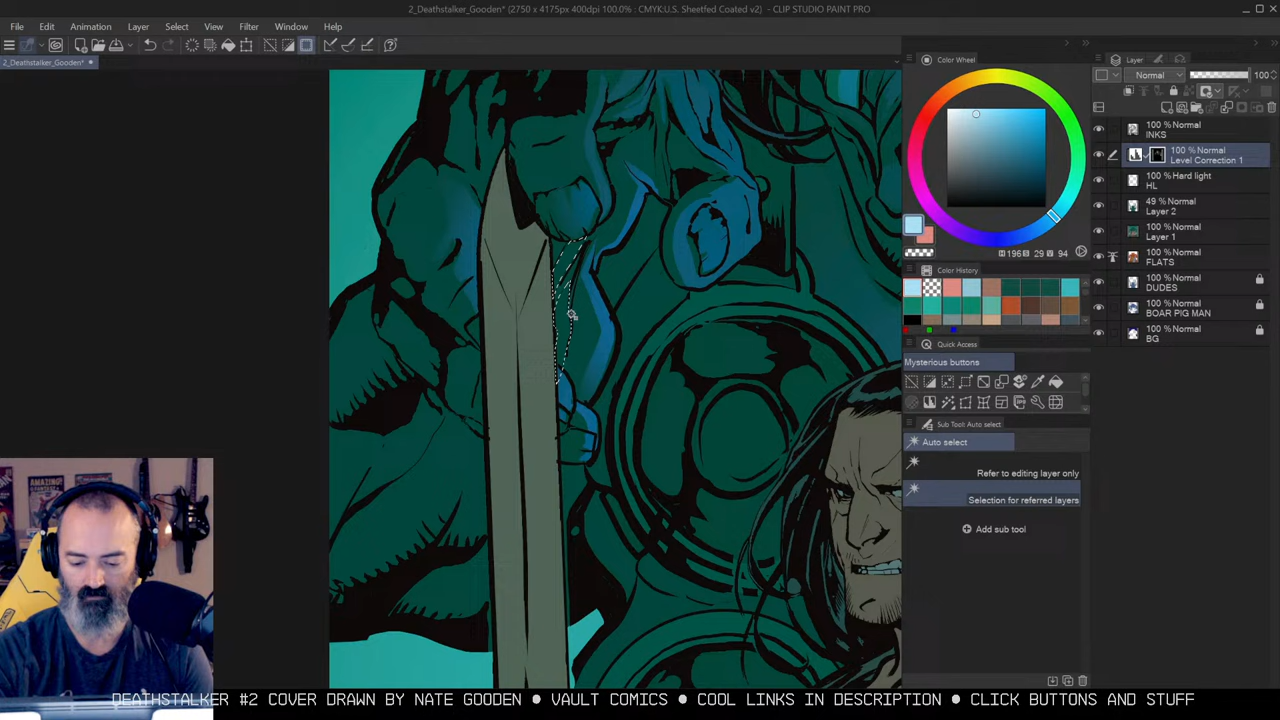 2_Deathstalker_Gooden* (2750 x 4175px 400dpi 100.0% : CMYK:U.S. Sheetfed Coated v2) - CLIP STUDIO PAINT PRO
File Edit Animation Layer Select View Filter Window Help
2_Deathstalker_Gooden*
Color Wheel
H 196 S 29 V 94
Color History
Quick Access
Mysterious buttons
Sub Tool: Auto select
Auto select
Refer to editing layer only
Selection for referred layers
Add sub tool
Layer
Normal 100
100 % Normal
INKS
100 % Normal
Level Correction 1
100 % Hard light
HL
49 % Normal
Layer 2
100 % Normal
Layer 1
100 % Normal
FLATS
100 % Normal
DUDES
100 % Normal
BOAR PIG MAN
100 % Normal
BG
AMAZING
DEATHSTALKER #2 COVER DRAWN BY NATE GOODEN ● VAULT COMICS ● COOL LINKS IN DESCRIPTION ● CLICK BUTTONS AND STUFF